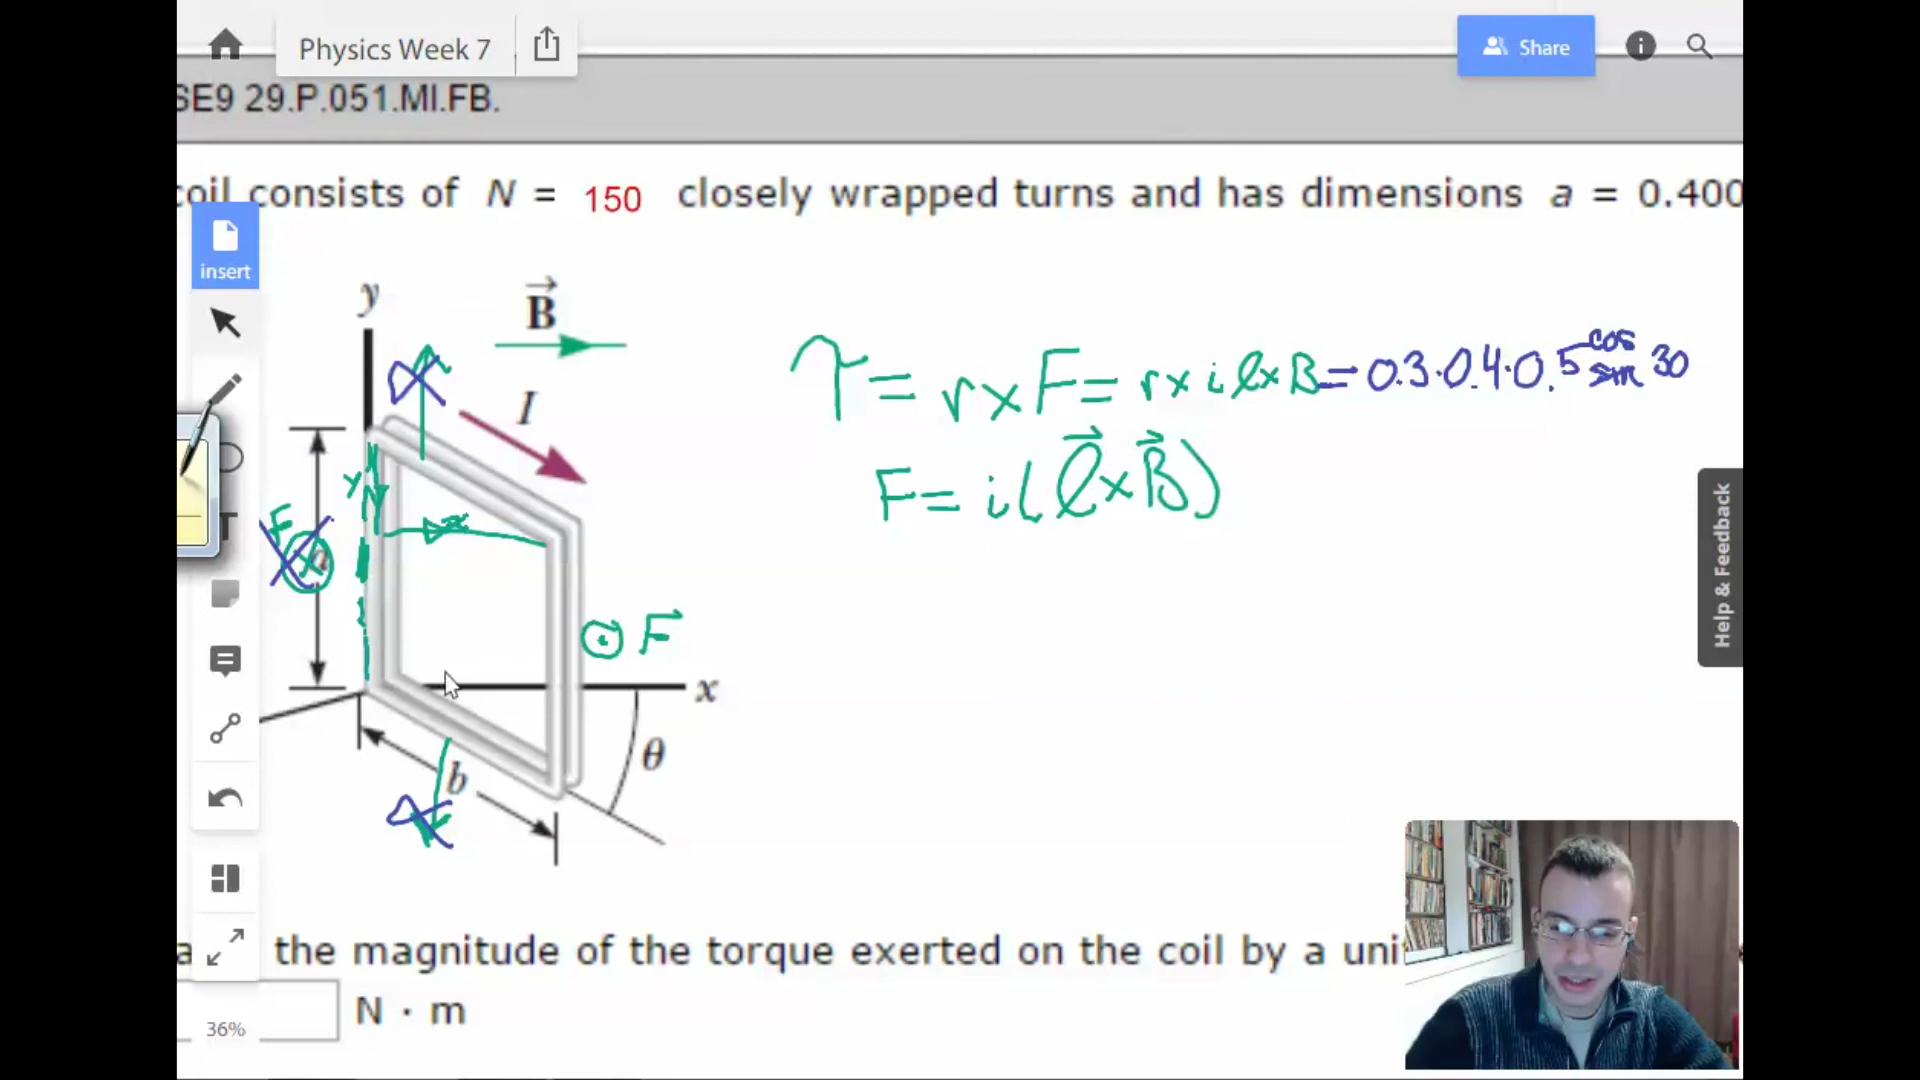 Physics Week 7
Share
SE9 29.P.051.MI.FB.
coil consists of N = 150 closely wrapped turns and has dimensions a = 0.400
insert
y
B
I
τ = r x F = r x i l x B = 0.3·0.4·0.5 cos sin 30
F = i(l x B)
y
x
F
a
T
F
x
θ
b
Help & Feedback
the magnitude of the torque exerted on the coil by a uni
N · m
36%